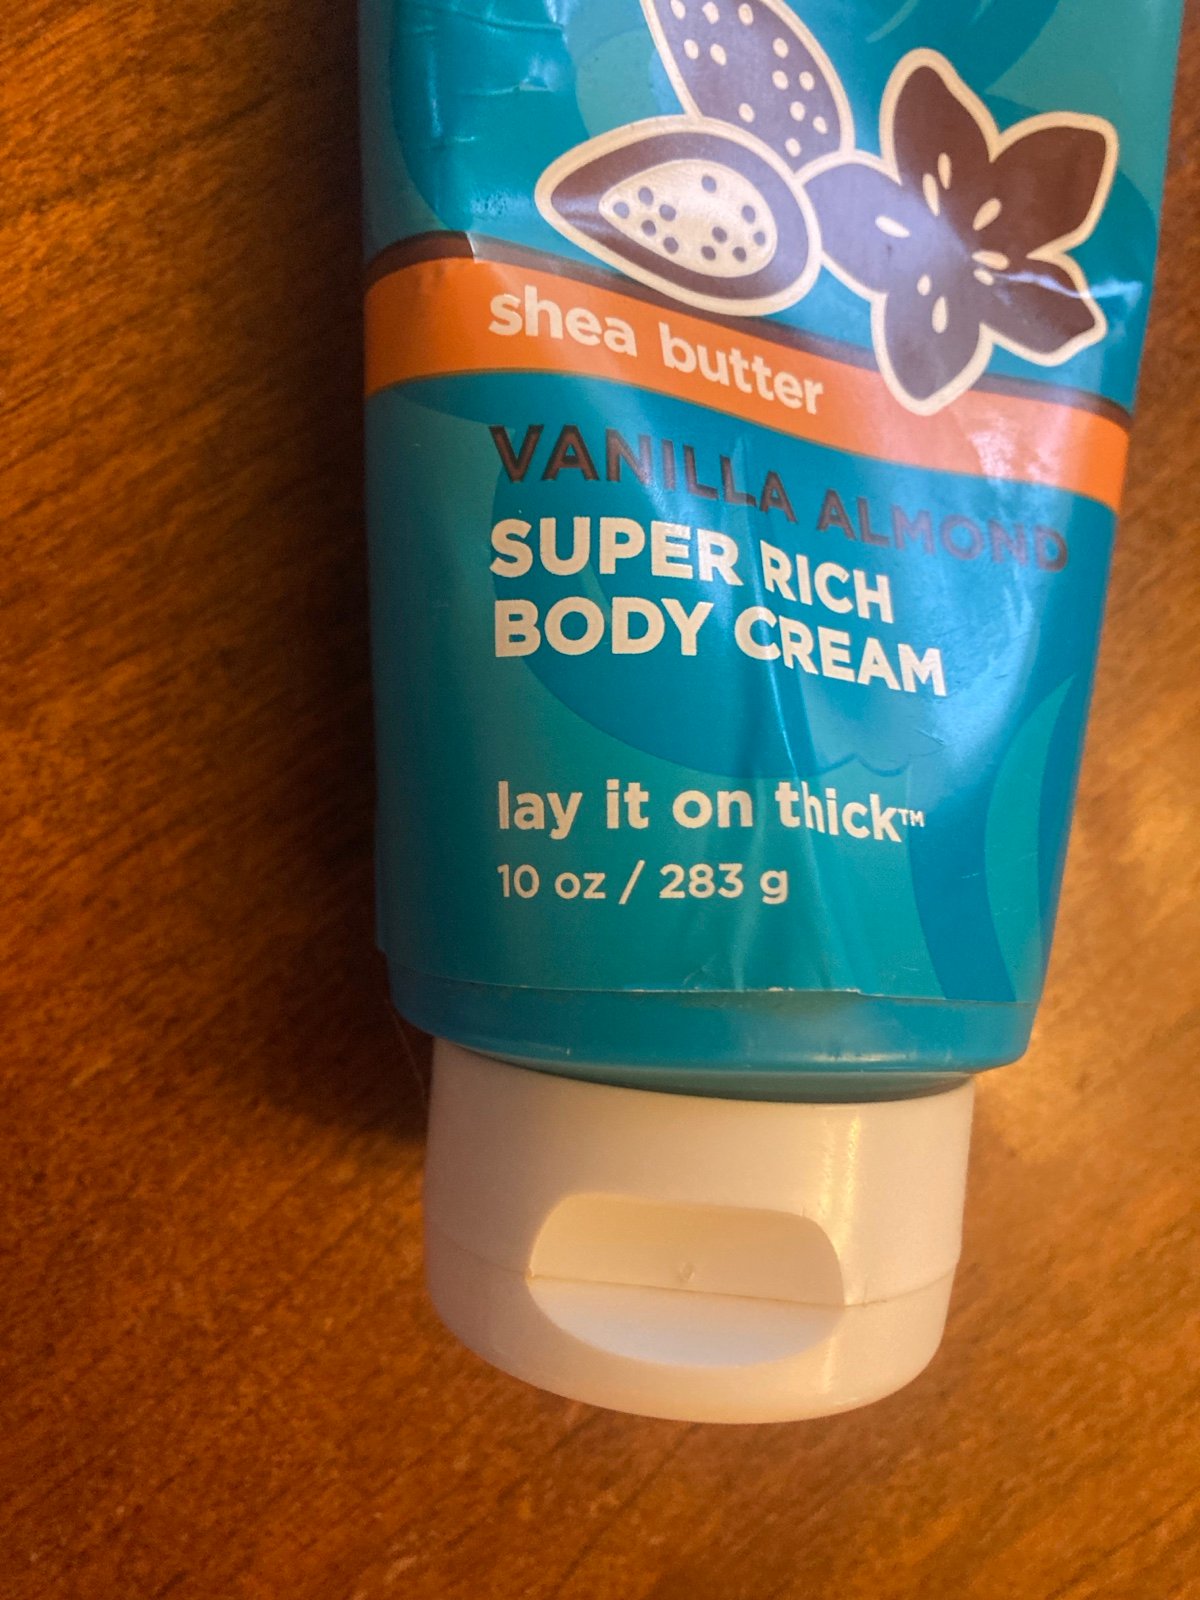 shea butter
VANILLA ALMOND
SUPER RICH
BODY CREAM
lay it on thick™
10 oz / 283 g